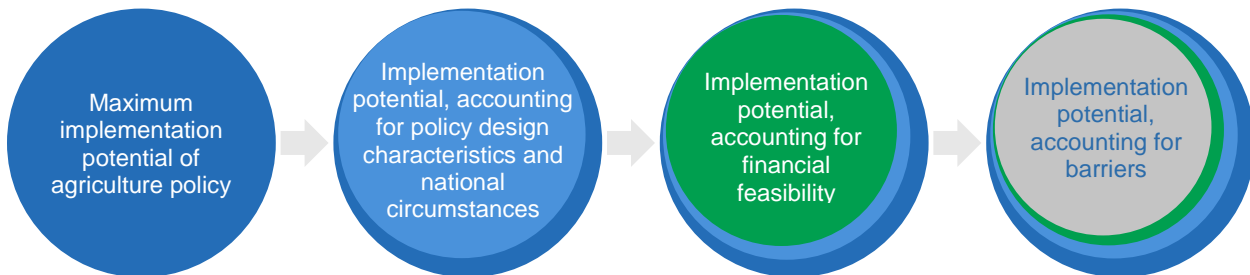 Maximum
implementation
potential of
agriculture policy
Implementation
potential, accounting
for policy design
characteristics and
national
circumstances
Implementation
potential,
accounting for
financial
feasibility
Implementation
potential,
accounting for
barriers